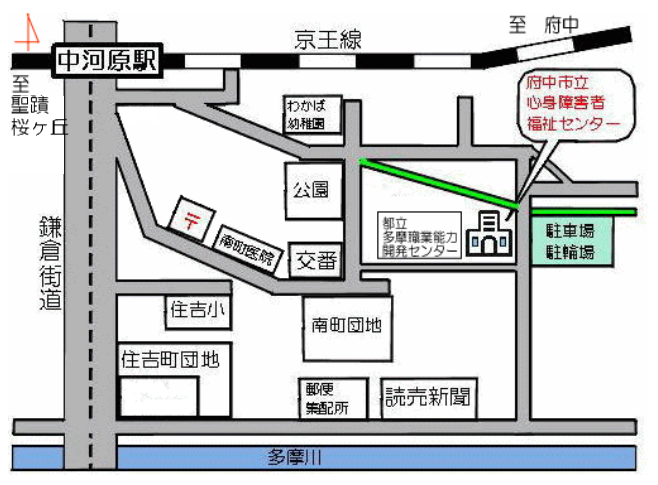 京王線
至 府中
中河原駅
至
聖蹟
桜ヶ丘
府中市立
心身障害者
福祉センター
わかば
幼稚園
公園
〒
南町医院
交番
都立
多摩職業能力
開発センター
駐車場
駐輪場
鎌倉街道
住吉小
南町団地
住吉町団地
郵便
集配所
読売新聞
多摩川